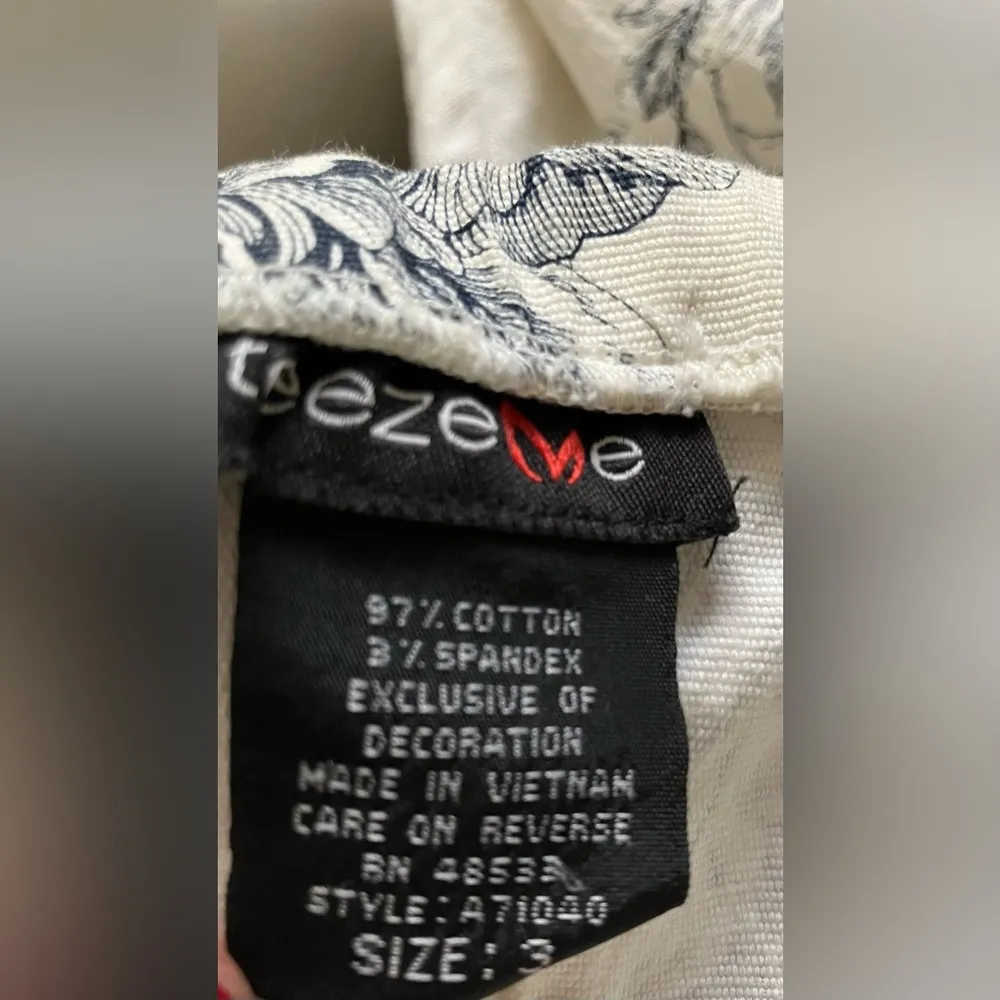 teezeMe
97% COTTON
3% SPANDEX
EXCLUSIVE OF
DECORATION
MADE IN VIETNAM
CARE ON REVERSE
RN 48533
STYLE: A71040
SIZE: 3